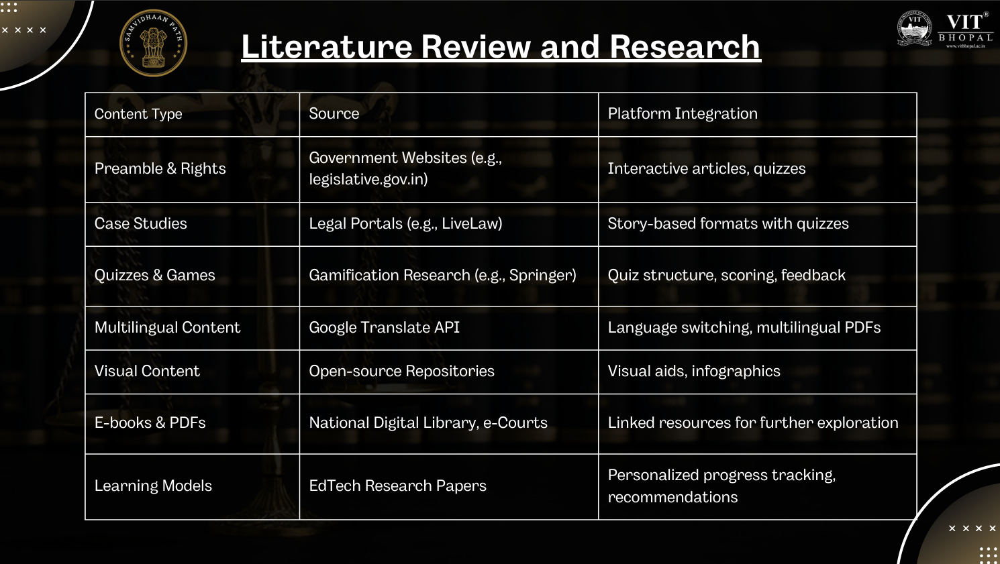 SAMVIDHAAN PATH
Literature Review and Research
VIT
VIT®
BHOPAL
www.vitbhopal.ac.in
Content Type
Source
Platform Integration
Preamble & Rights
Government Websites (e.g.,
legislative.gov.in)
Interactive articles, quizzes
Case Studies
Legal Portals (e.g., LiveLaw)
Story-based formats with quizzes
Quizzes & Games
Gamification Research (e.g., Springer)
Quiz structure, scoring, feedback
Multilingual Content
Google Translate API
Language switching, multilingual PDFs
Visual Content
Open-source Repositories
Visual aids, infographics
E-books & PDFs
National Digital Library, e-Courts
Linked resources for further exploration
Learning Models
EdTech Research Papers
Personalized progress tracking,
recommendations